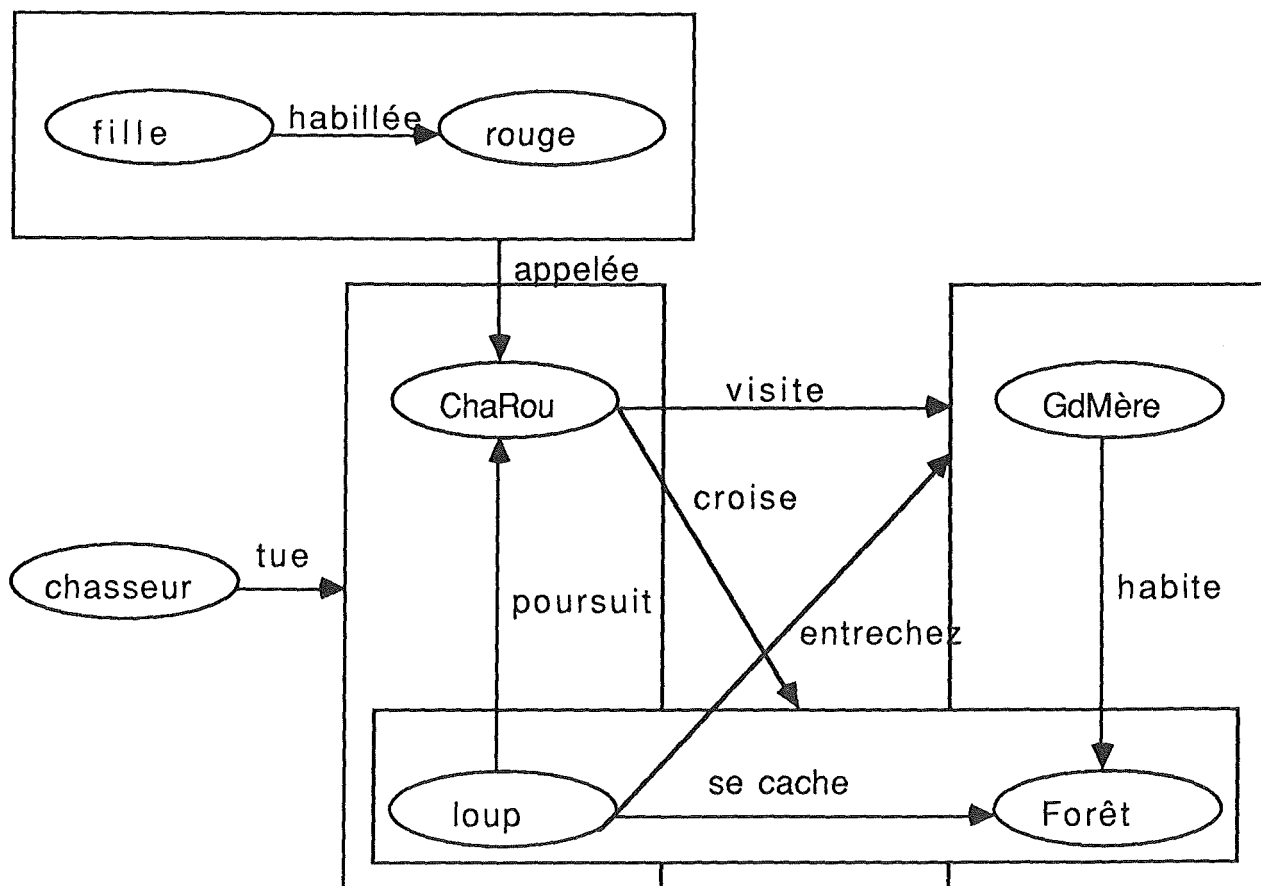 fille
habillée
rouge
appelée
ChaRou
visite
GdMère
croise
chasseur
tue
poursuit
entrechez
habite
loup
se cache
Forêt